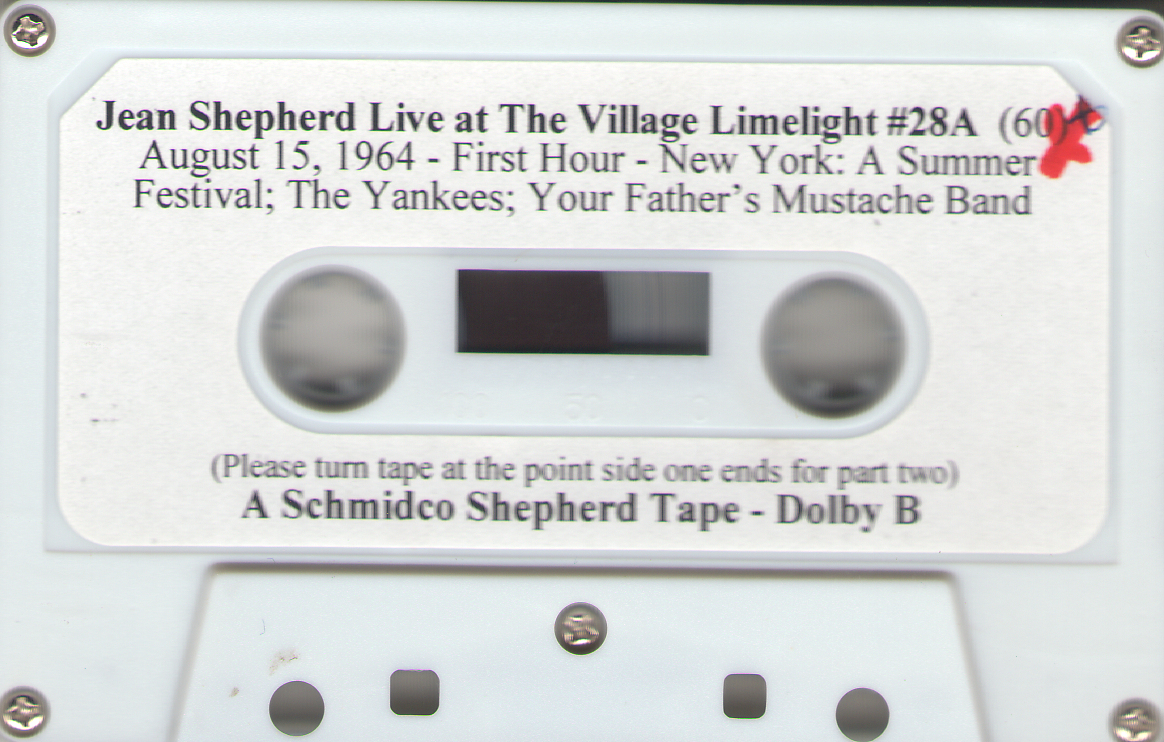 Jean Shepherd Live at The Village Limelight #28A (60)
August 15, 1964 - First Hour - New York: A Summer
Festival; The Yankees; Your Father's Mustache Band
100 50 0
(Please turn tape at the point side one ends for part two)
A Schmidco Shepherd Tape - Dolby B